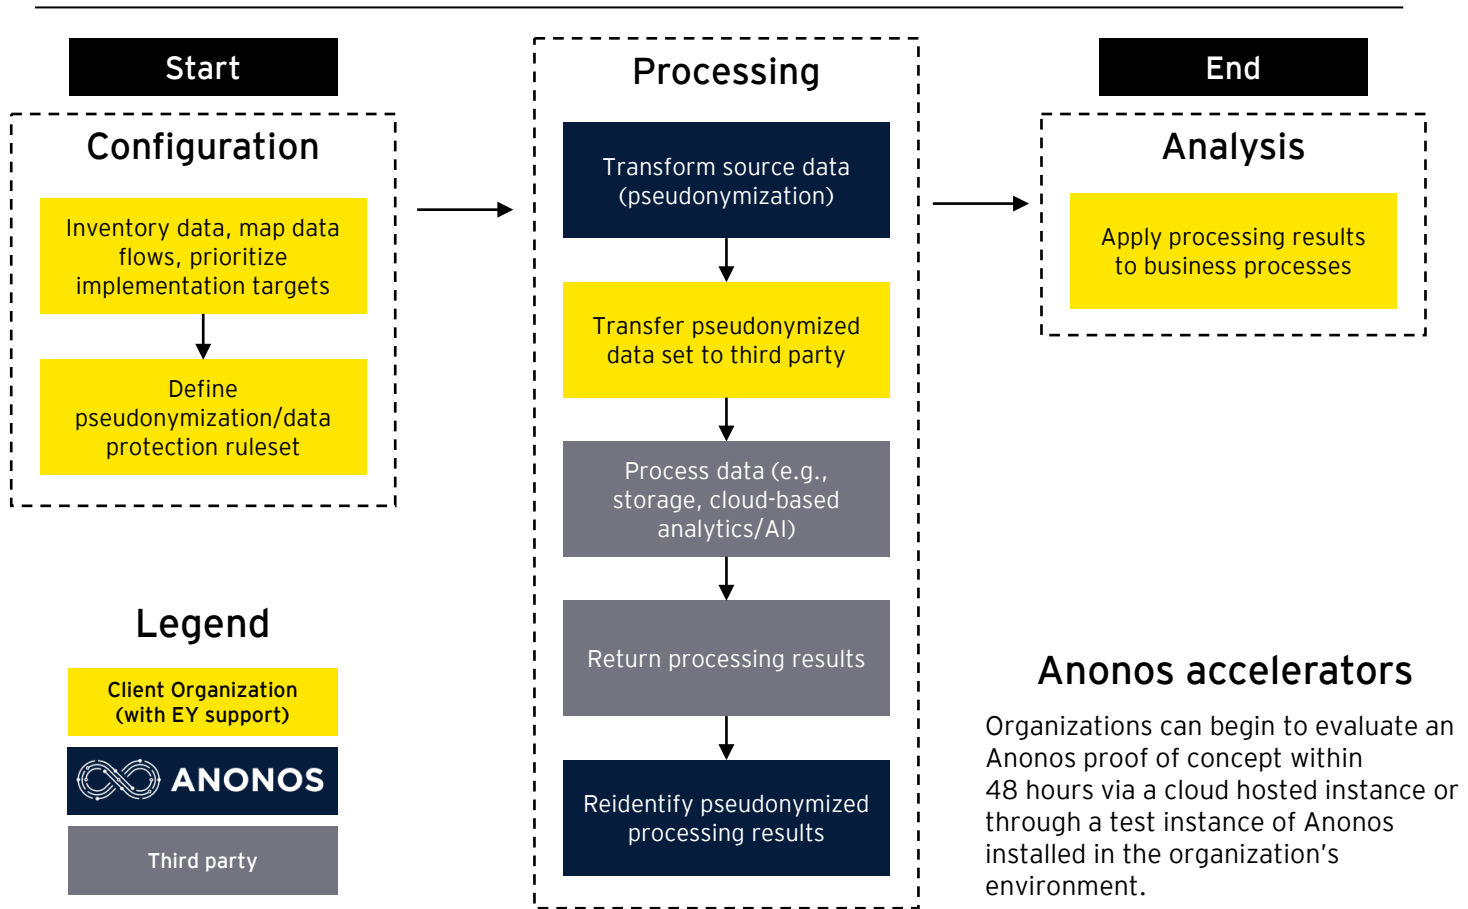 Start
Configuration
Inventory data, map data
flows, prioritize
implementation targets
Define
pseudonymization/data
protection ruleset
Processing
Transform source data
(pseudonymization)
Transfer pseudonymized
data set to third party
Process data (e.g.,
storage, cloud-based
analytics/AI)
Return processing results
Reidentify pseudonymized
processing results
End
Analysis
Apply processing results
to business processes
Legend
Client Organization
(with EY support)
ANONOS
Third party
Anonos accelerators
Organizations can begin to evaluate an
Anonos proof of concept within
48 hours via a cloud hosted instance or
through a test instance of Anonos
installed in the organization’s
environment.